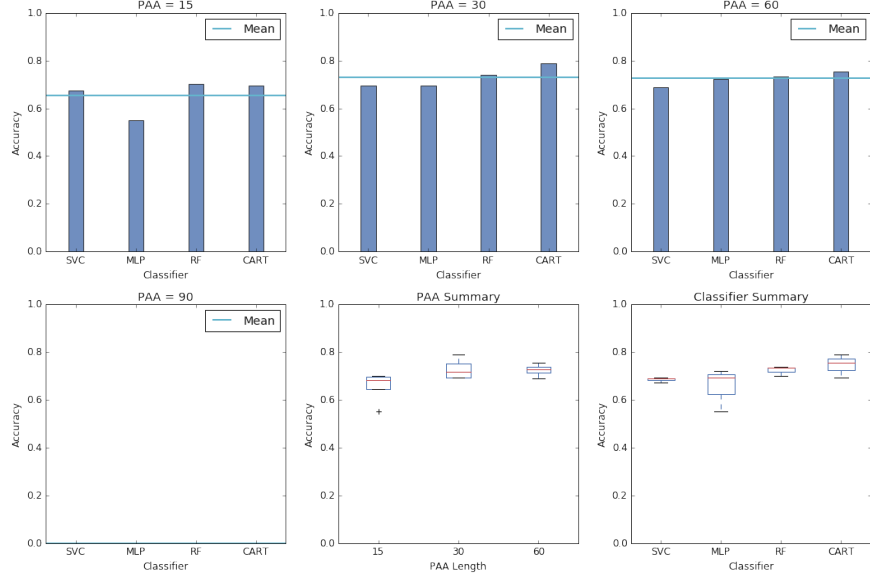 PAA = 15
1.0
0.8
0.6
0.4
0.2
0.0
Accuracy
Mean
SVC MLP RF CART
Classifier
PAA = 30
1.0
0.8
0.6
0.4
0.2
0.0
Accuracy
Mean
SVC MLP RF CART
Classifier
PAA = 60
1.0
0.8
0.6
0.4
0.2
0.0
Accuracy
Mean
SVC MLP RF CART
Classifier
PAA = 90
1.0
0.8
0.6
0.4
0.2
0.0
Accuracy
Mean
SVC MLP RF CART
Classifier
PAA Summary
1.0
0.8
0.6
0.4
0.2
0.0
Accuracy
15 30 60
PAA Length
Classifier Summary
1.0
0.8
0.6
0.4
0.2
0.0
Accuracy
SVC MLP RF CART
Classifier